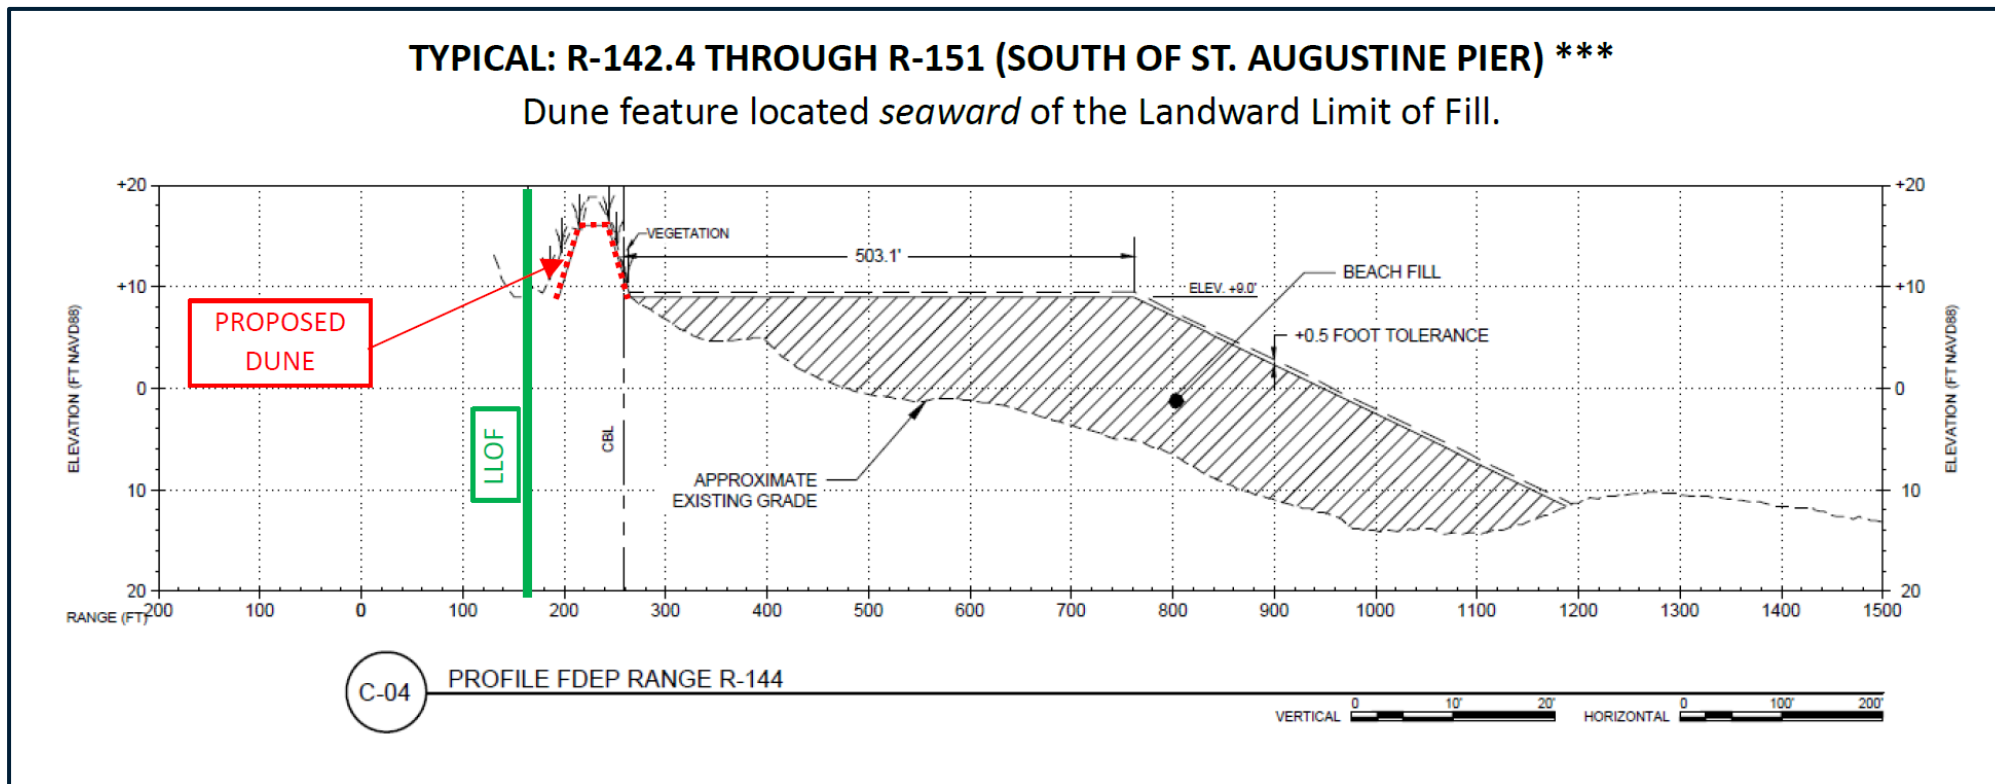 TYPICAL: R-142.4 THROUGH R-151 (SOUTH OF ST. AUGUSTINE PIER) ***
Dune feature located seaward of the Landward Limit of Fill.
+20
+20
VEGETATION
503.1'
BEACH FILL
+10
ELEV. +9.0'
+10
PROPOSED
DUNE
+0.5 FOOT TOLERANCE
ELEVATION (FT NAVD88)
0
0
ELEVATION (FT NAVD88)
LLOF
CBL
APPROXIMATE
EXISTING GRADE
10
10
20
20
RANGE (FT)
200 100 0 100 200 300 400 500 600 700 800 900 1000 1100 1200 1300 1400 1500
C-04
PROFILE FDEP RANGE R-144
VERTICAL 0 10' 20'
HORIZONTAL 0 100' 200'